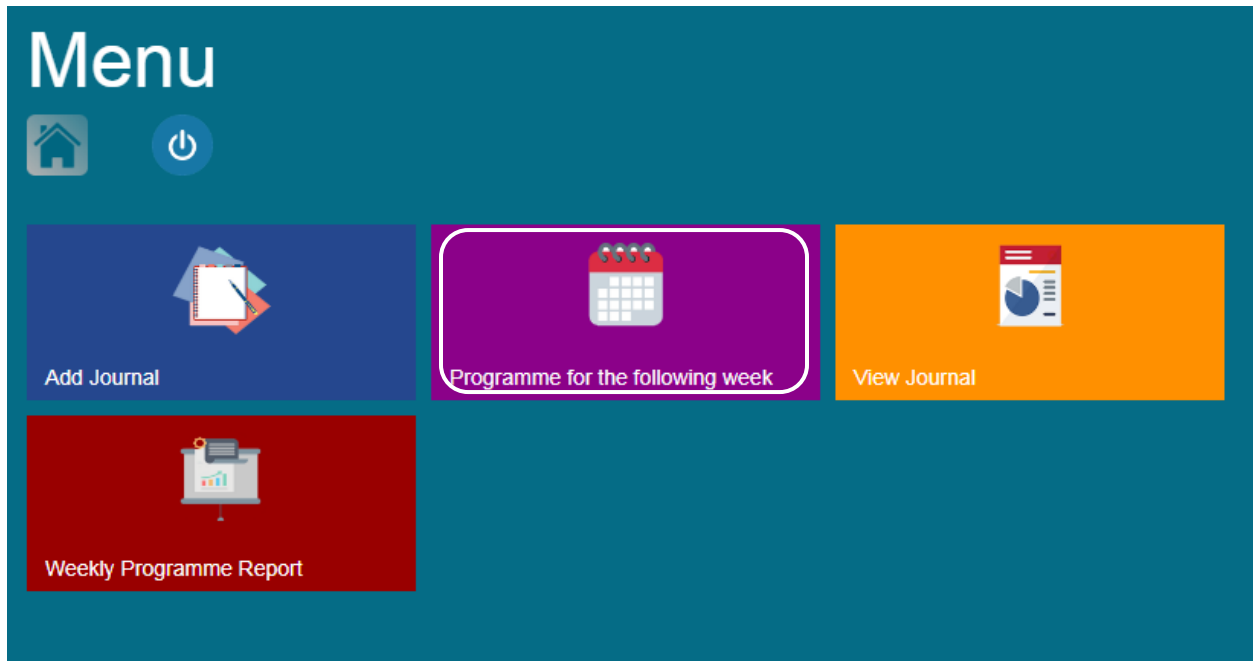 Menu
Add Journal
Programme for the following week
View Journal
Weekly Programme Report